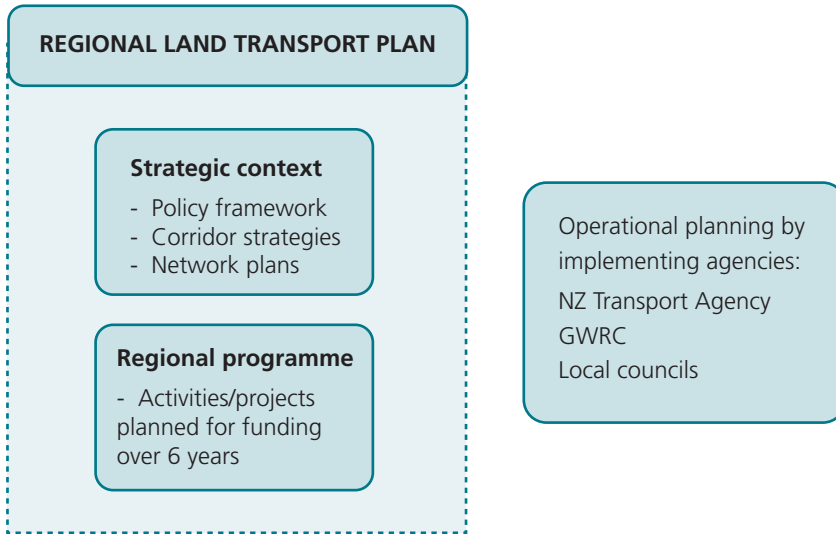 REGIONAL LAND TRANSPORT PLAN
Strategic context
- Policy framework
- Corridor strategies
- Network plans
Regional programme
- Activities/projects
planned for funding
over 6 years
Operational planning by
implementing agencies:
NZ Transport Agency
GWRC
Local councils